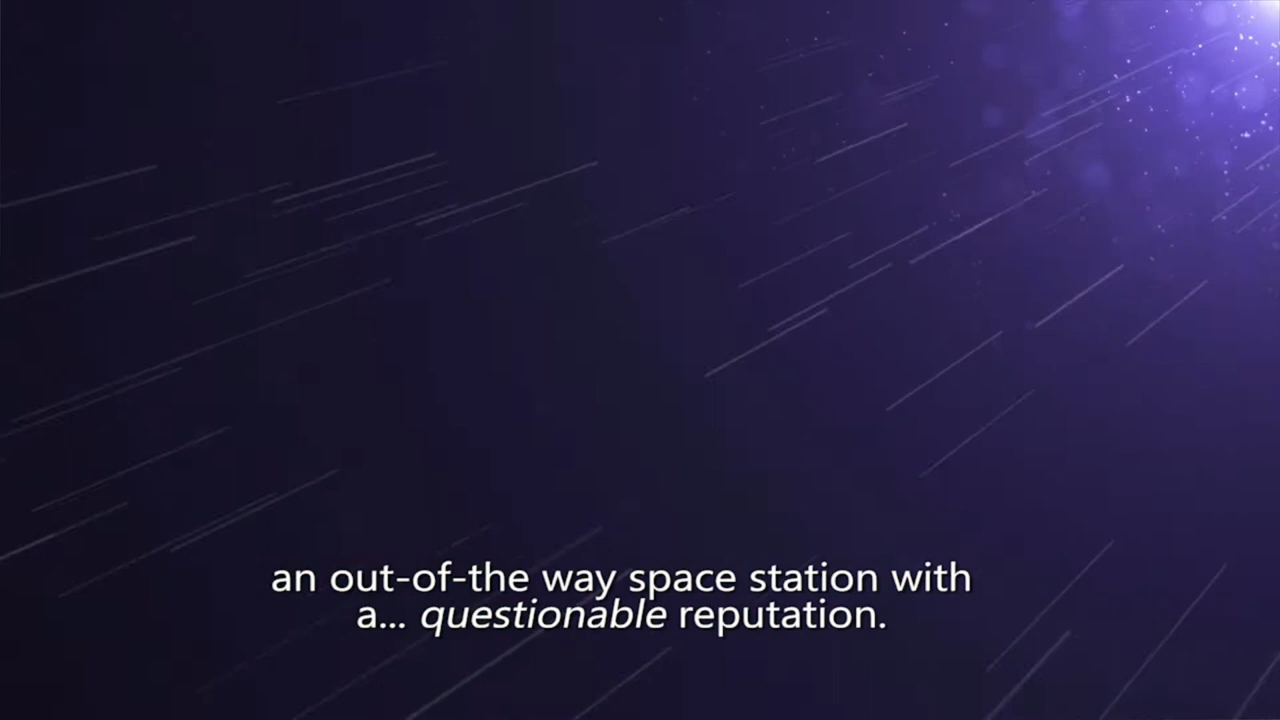 an out-of-the way space station with
a... questionable reputation.